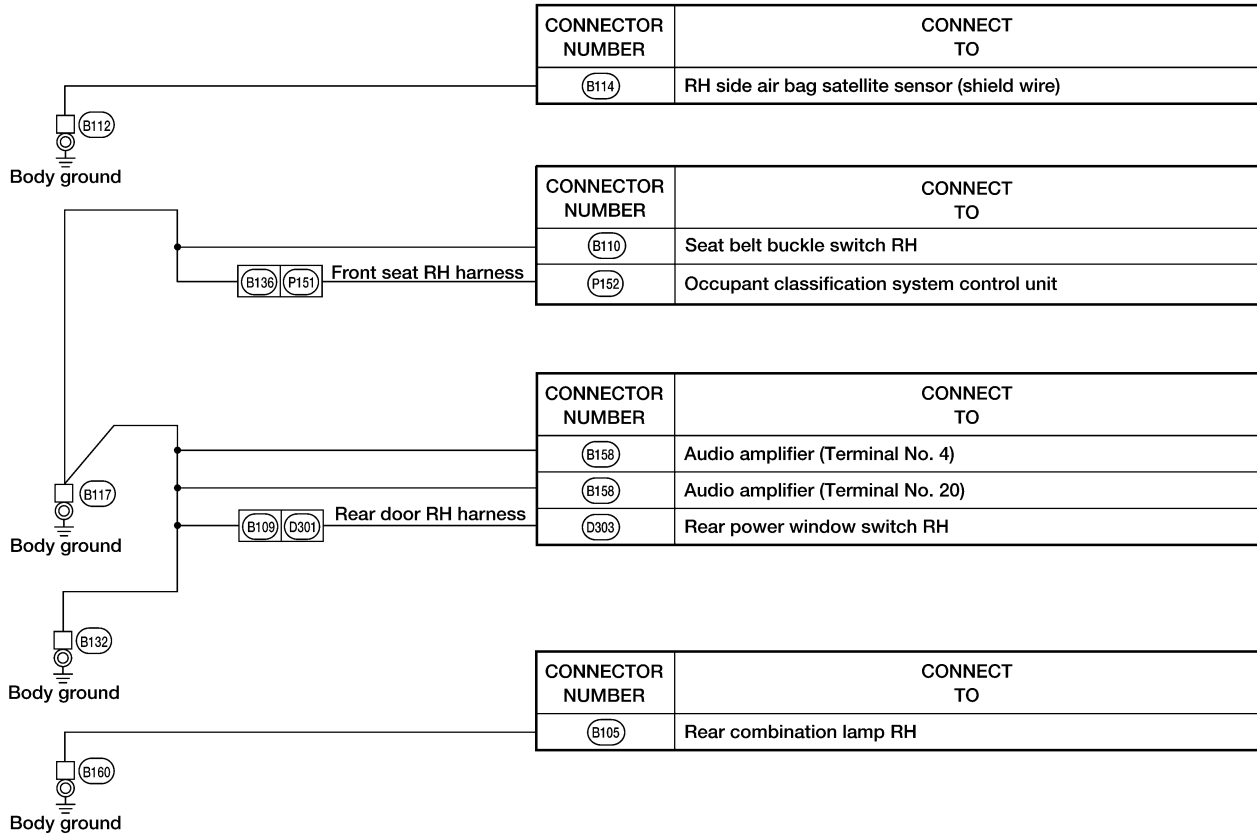 CONNECTOR NUMBER CONNECT TO
B114 RH side air bag satellite sensor (shield wire)
B112
Body ground
CONNECTOR NUMBER CONNECT TO
B110 Seat belt buckle switch RH
B136 P151 Front seat RH harness P152 Occupant classification system control unit
CONNECTOR NUMBER CONNECT TO
B158 Audio amplifier (Terminal No. 4)
B117 B158 Audio amplifier (Terminal No. 20)
B109 D301 Rear door RH harness D303 Rear power window switch RH
Body ground
B132
Body ground
CONNECTOR NUMBER CONNECT TO
B105 Rear combination lamp RH
B160
Body ground